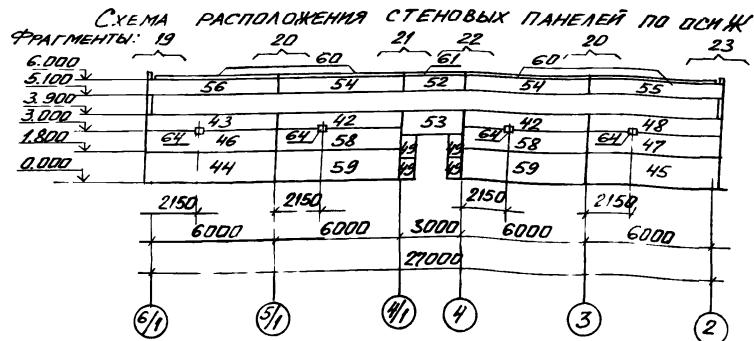 Схема расположения стеновых панелей по оси Ж
Фрагменты: 19 20 21 22 20 23
60 61 60
6.000
5.100
56 54 52 54 55
3.900
3.000
43 42 53 42 48
64 46 64 58 64 58 64 47
1.800
49 49
44 59 49 49 59 45
0.000
2150 2150 2150 2150
6000 6000 3000 6000 6000
27000
6/1 5/1 4/1 4 3 2